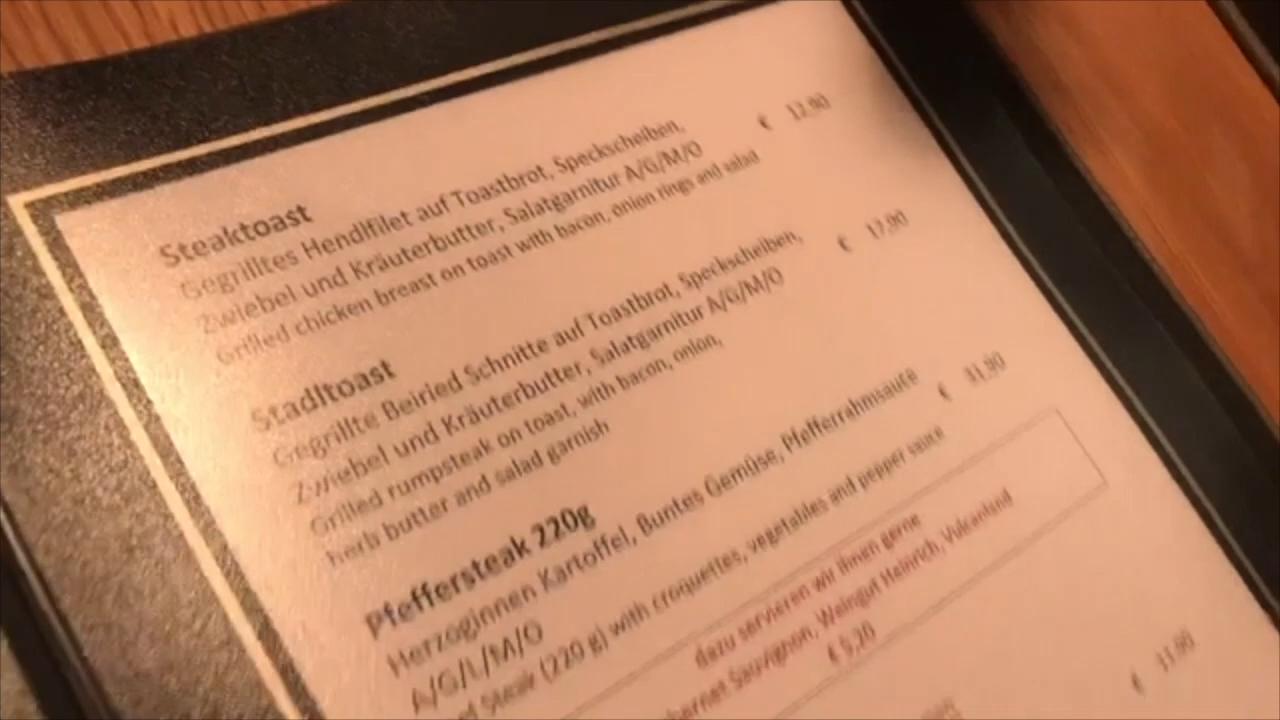 Steaktoast
Gegrilltes Hendlfilet auf Toastbrot, Speckscheiben, € 12,90
Zwiebel und Kräuterbutter, Salatgarnitur A/G/M/O
Grilled chicken breast on toast with bacon, onion rings and salad
Stadltoast
Gegrillte Beiried Schnitte auf Toastbrot, Speckscheiben, € 17,90
Zwiebel und Kräuterbutter, Salatgarnitur A/G/M/O
Grilled rumpsteak on toast, with bacon, onion,
herb butter and salad garnish
Pfeffersteak 220g
Herzoginnen Kartoffel, Buntes Gemüse, Pfefferrahmsauce € 31,90
A/G/L/M/O
Steak (220 g) with croquettes, vegetables and pepper sauce
dazu servieren wir Ihnen gerne
Sauvignon, Weingut Heinrich, Vulcanland
€ 5,20
€